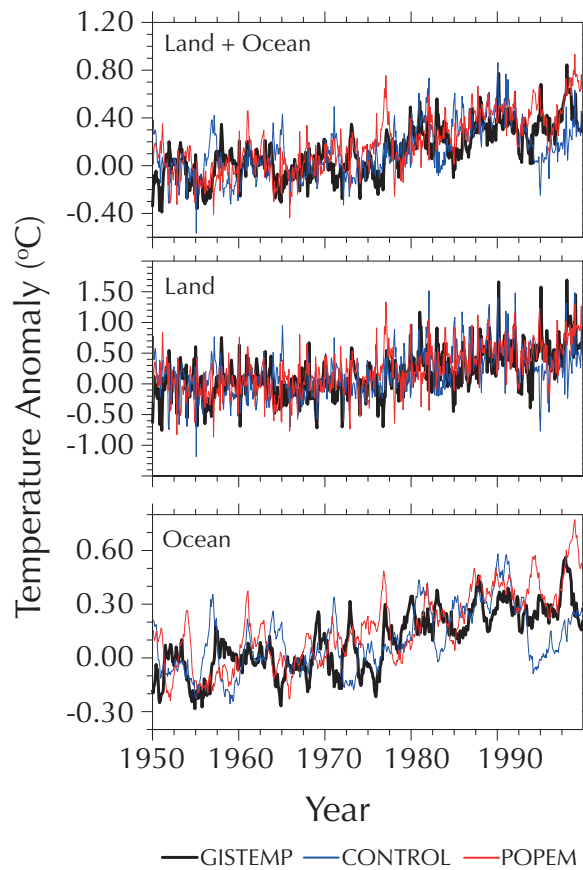 Temperature Anomaly (ºC)
Land + Ocean
1.20
0.80
0.40
0.00
-0.40
Land
1.50
1.00
0.50
0.00
-0.50
-1.00
Ocean
0.60
0.30
0.00
-0.30
1950 1960 1970 1980 1990
Year
GISTEMP CONTROL POPEM